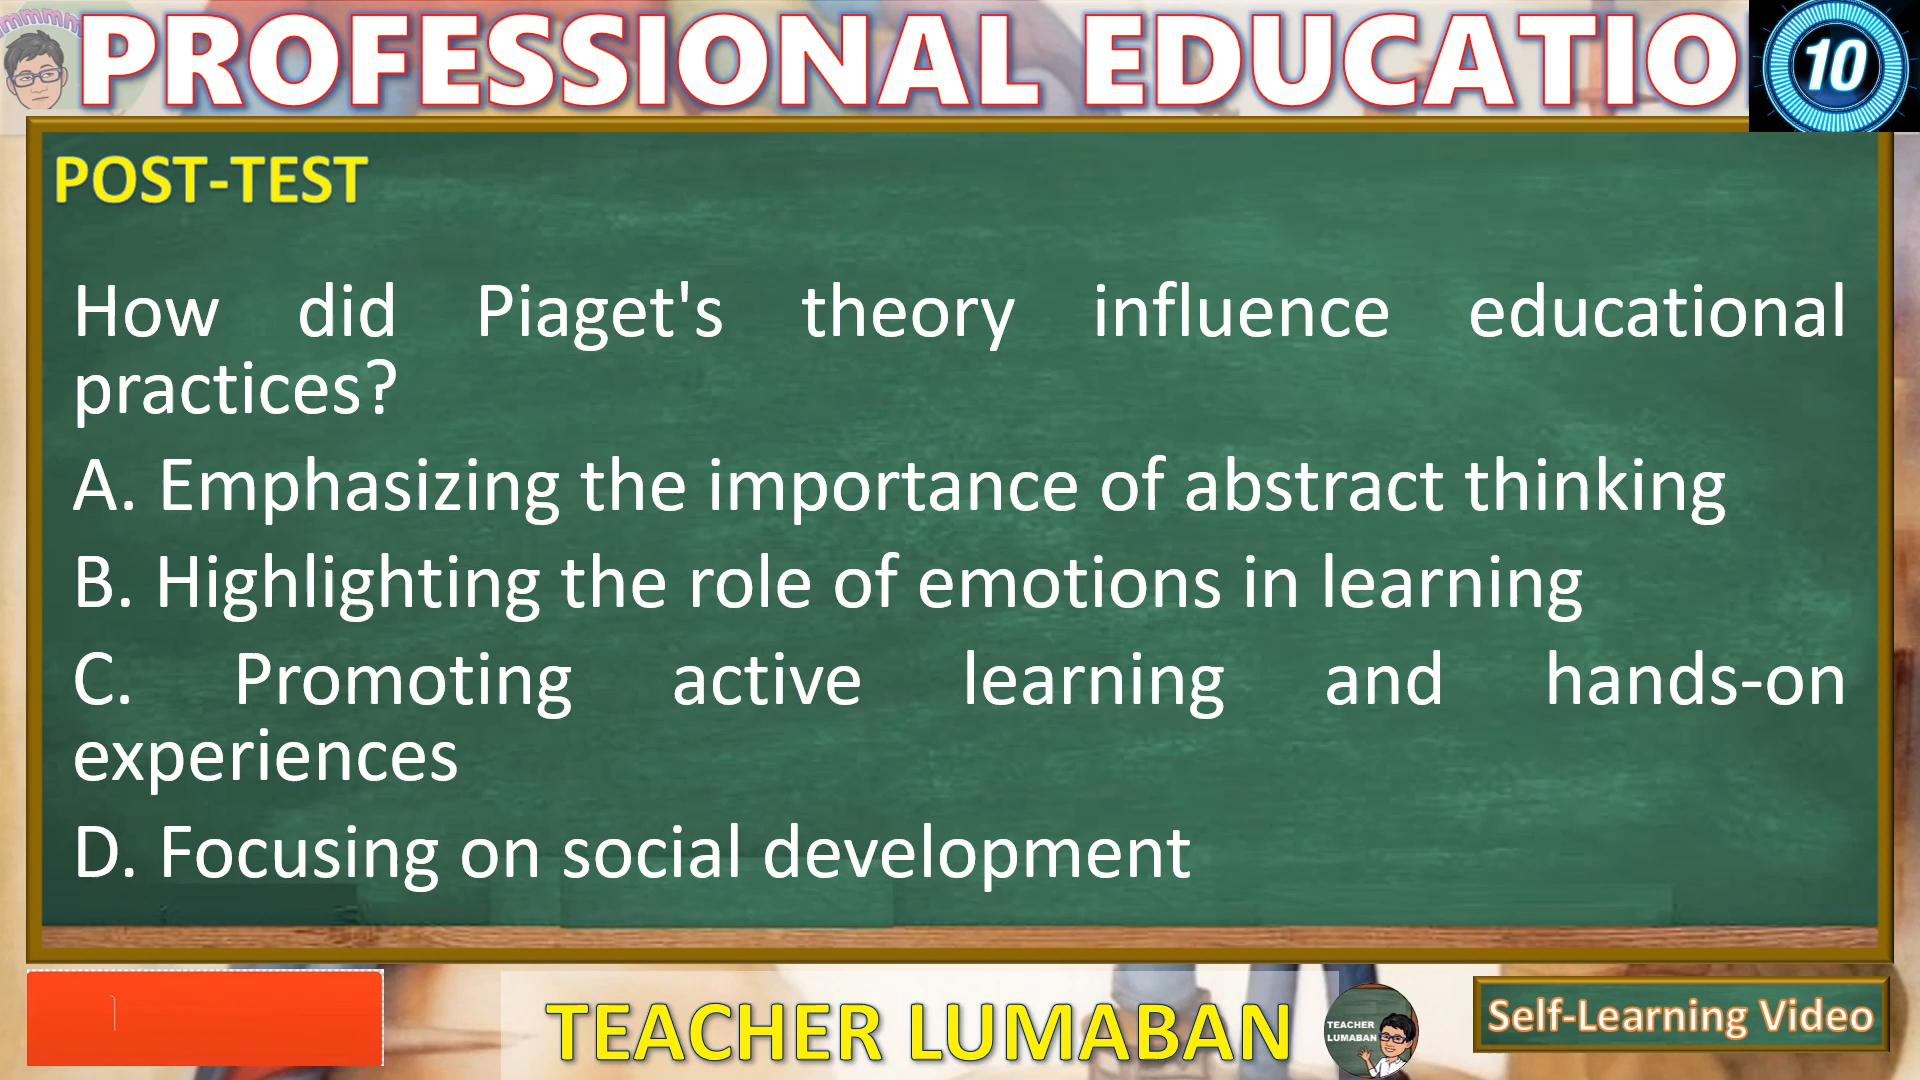 PROFESSIONAL EDUCATIO
10
POST-TEST
How did Piaget's theory influence educational
practices?
A. Emphasizing the importance of abstract thinking
B. Highlighting the role of emotions in learning
C. Promoting active learning and hands-on
experiences
D. Focusing on social development
TEACHER LUMABAN
TEACHER
LUMABAN
Self-Learning Video